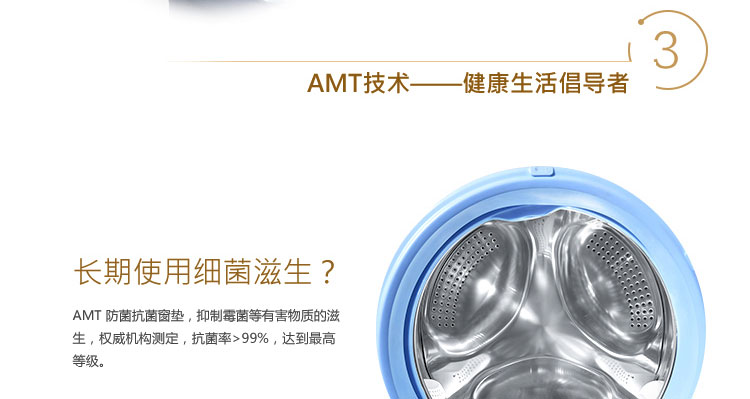 3
AMT技术——健康生活倡导者
长期使用细菌滋生？
AMT 防菌抗菌窗垫，抑制霉菌等有害物质的滋
生，权威机构测定，抗菌率>99%，达到最高
等级。